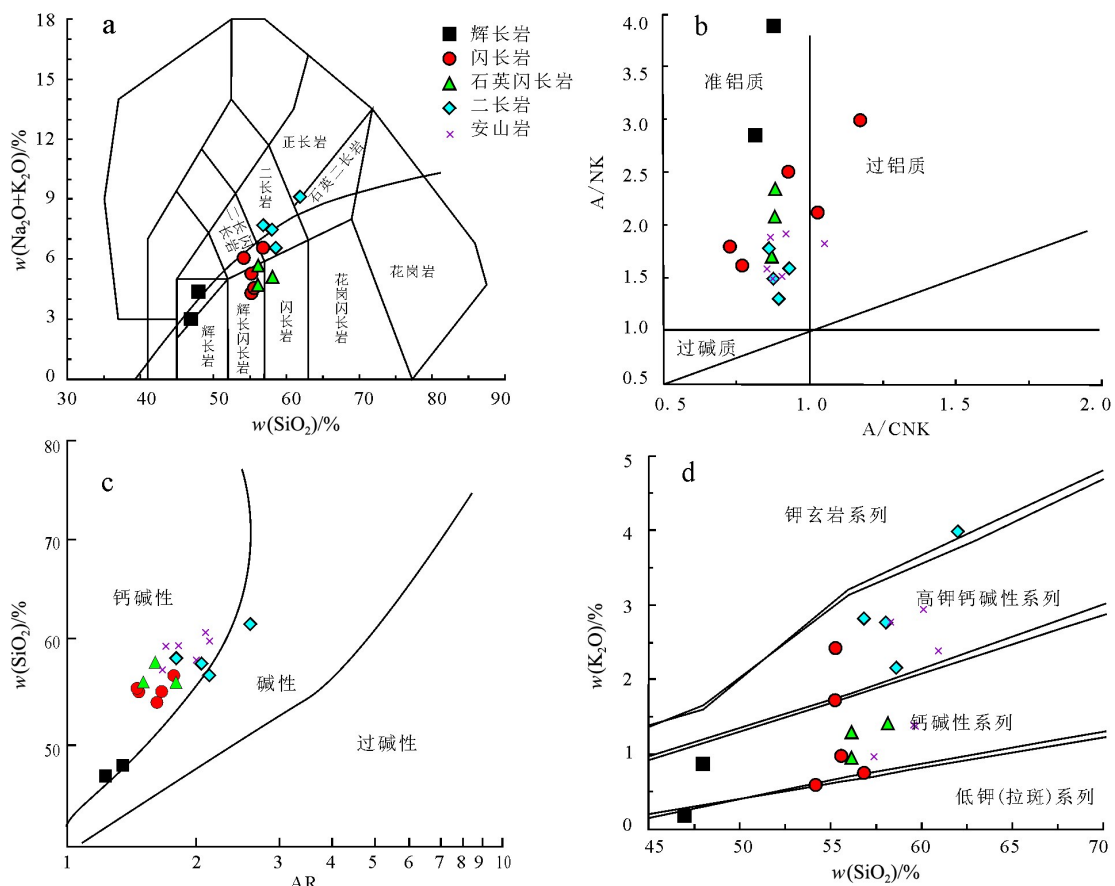 a
18
15
12
9
6
3
0
w(Na₂O+K₂O)/%
30
40
50
60
70
80
90
w(SiO₂)/%
辉长岩
闪长岩
石英闪长岩
二长岩
安山岩
正长岩
石英二长岩
二长岩
二长闪长岩
辉长岩
辉长闪长岩
闪长岩
花岗闪长岩
花岗岩
b
4.0
3.5
3.0
2.5
2.0
1.5
1.0
0.5
A/NK
准铝质
过铝质
过碱质
0.5
1.0
2.0
A/CNK
c
80
70
60
50
w(SiO₂)/%
钙碱性
碱性
过碱性
1
2
3
4
5
6
7
8
9
10
AR
d
5
4
3
2
1
0
w(K₂O)/%
钾玄岩系列
高钾钙碱性系列
钙碱性系列
低钾(拉斑)系列
45
50
55
60
65
70
w(SiO₂)/%